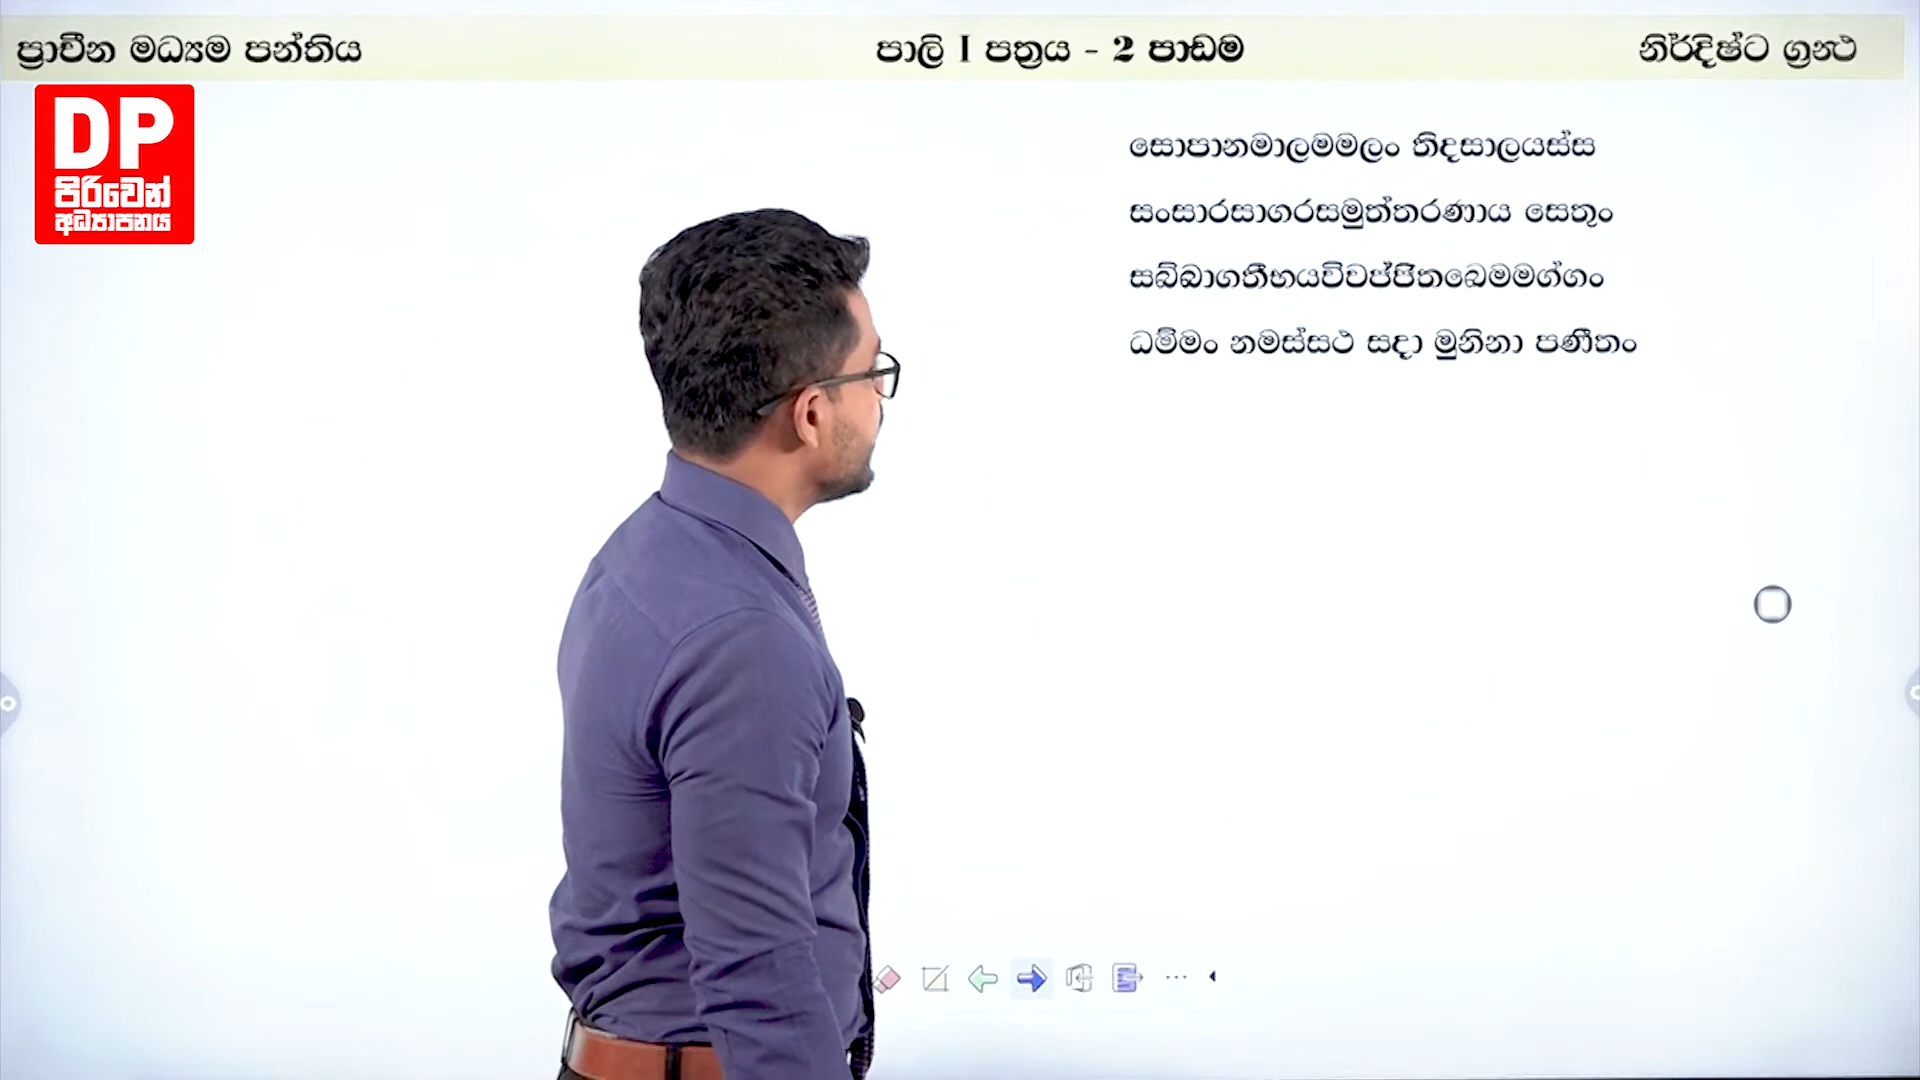 ප්‍රාචීන මධ්‍යම පන්තිය
පාලි I පත්‍රය - 2 පාඩම
නිර්දිෂ්ට ග්‍රන්ථ
DP
පිරිවෙන්
අධ්‍යාපනය
සොපානමාලමමලං තිදසාලයස්ස
සංසාරසාගරසමුත්තරණාය සෙතුං
සබ්බාගතීභයවිවජ්ජිතඛෙමමග්ගං
ධම්මං නමස්සථ සදා මුනිනා පණීතං